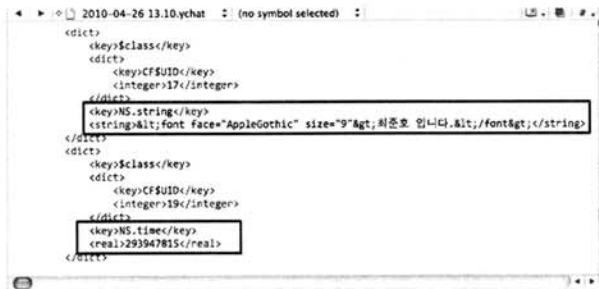 2010-04-26 13.10.ychat (no symbol selected)
<dict>
<key>$class</key>
<dict>
<key>CF$UID</key>
<integer>17</integer>
</dict>
<key>NS.string</key>
<string>&lt;font face="AppleGothic" size="9"&gt;최준호 입니다.&lt;/font&gt;</string>
</dict>
<dict>
<key>$class</key>
<dict>
<key>CF$UID</key>
<integer>19</integer>
</dict>
<key>NS.time</key>
<real>293947815</real>
</dict>